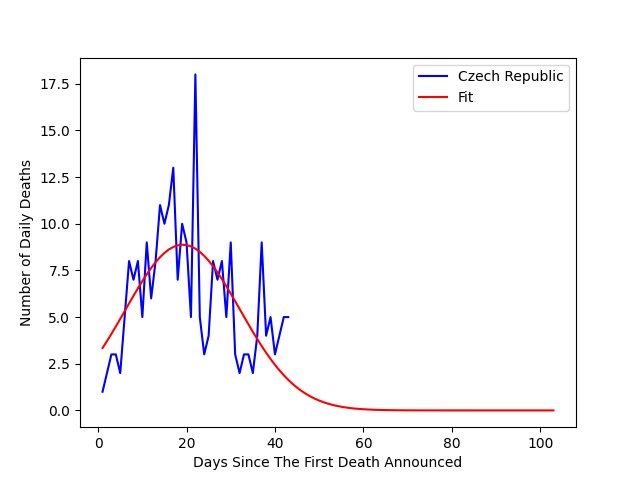 Czech Republic
Fit
17.5
15.0
12.5
10.0
7.5
5.0
2.5
0.0
Number of Daily Deaths
0 20 40 60 80 100
Days Since The First Death Announced